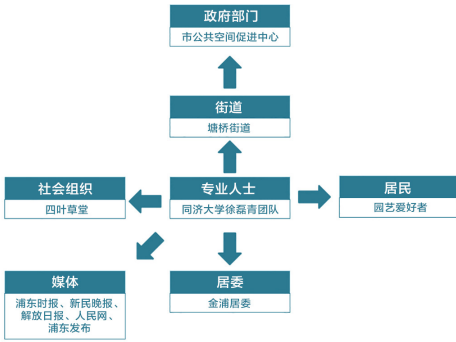 政府部门
市公共空间促进中心
街道
塘桥街道
社会组织
四叶草堂
专业人士
同济大学徐磊青团队
居民
园艺爱好者
媒体
浦东时报、新民晚报、
解放日报、人民网、
浦东发布
居委
金浦居委